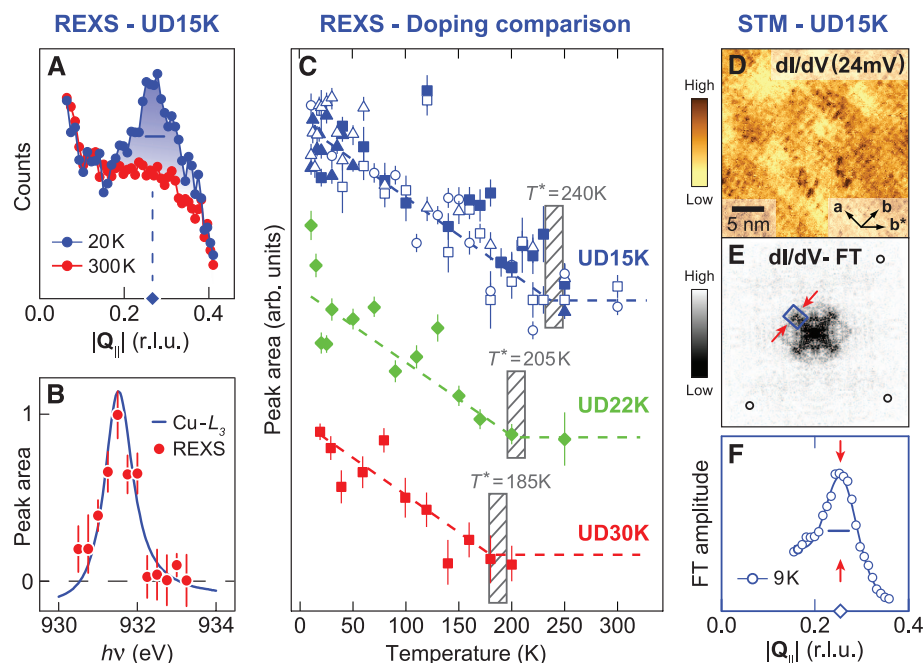 REXS - UD15K
REXS - Doping comparison
STM - UD15K
A
Counts
20K
300K
0.0
0.2
0.4
|Q||| (r.l.u.)
B
Peak area
1
0
Cu-L3
REXS
930
932
934
hν (eV)
C
Peak area (arb. units)
T*=240K
UD15K
T*=205K
UD22K
T*=185K
UD30K
0
50
100
150
200
250
300
Temperature (K)
D
dI/dV(24mV)
High
Low
5 nm
a
b
b*
E
dI/dV- FT
High
Low
F
FT amplitude
9K
0.0
0.2
0.4
|Q||| (r.l.u.)